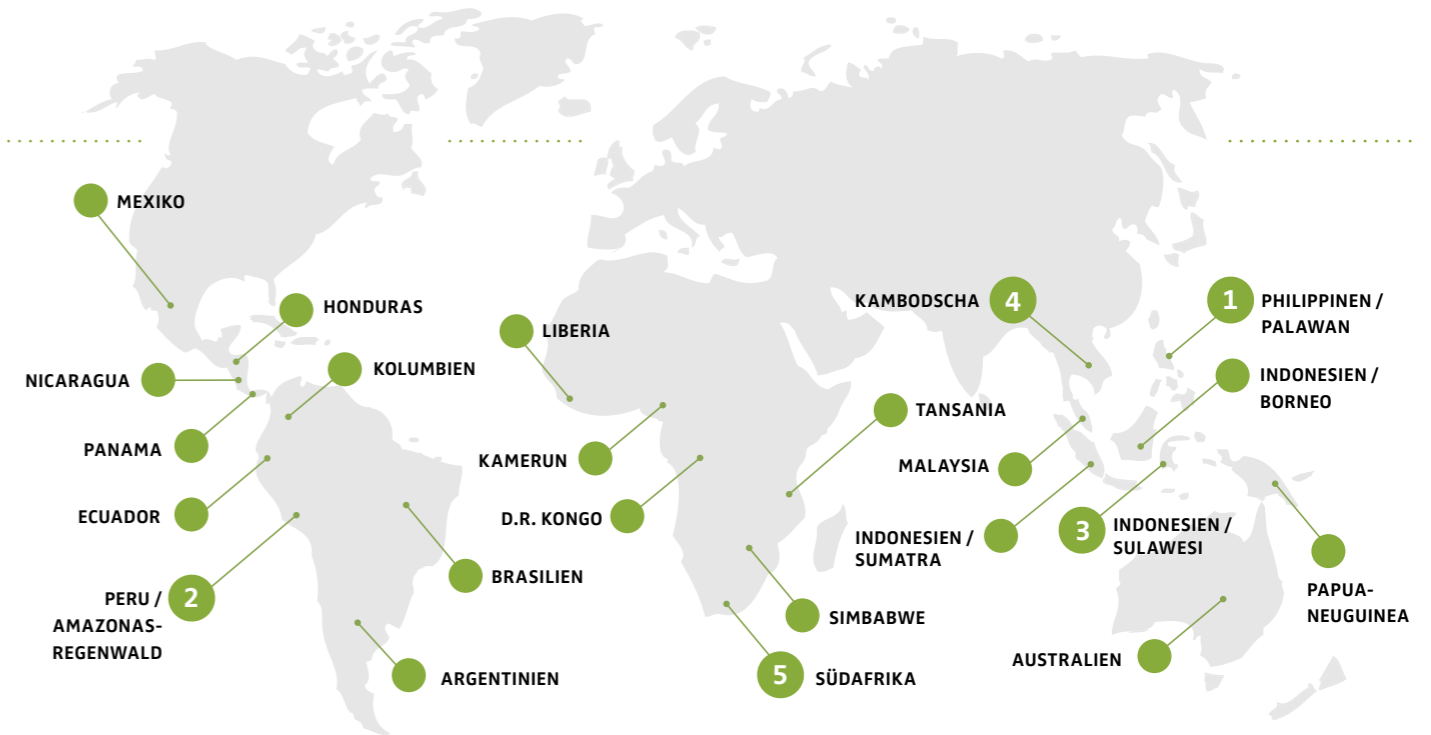 MEXIKO
HONDURAS
NICARAGUA
KOLUMBIEN
PANAMA
ECUADOR
PERU /
AMAZONAS-
REGENWALD
2
BRASILIEN
ARGENTINIEN
LIBERIA
KAMERUN
D.R. KONGO
TANSANIA
SIMBABWE
5
SÜDAFRIKA
KAMBODSCHA
4
1
PHILIPPINEN /
PALAWAN
INDONESIEN /
BORNEO
MALAYSIA
INDONESIEN /
SUMATRA
3
INDONESIEN /
SULAWESI
PAPUA-
NEUGUINEA
AUSTRALIEN